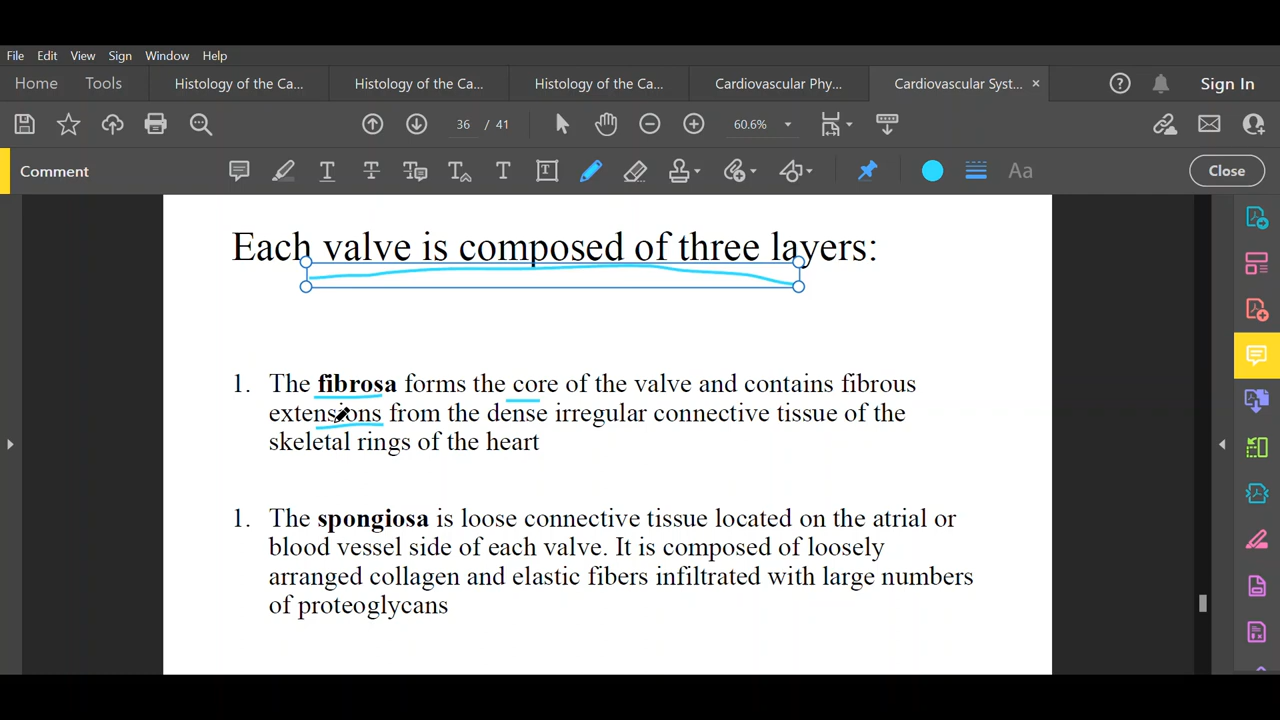 File Edit View Sign Window Help
Home Tools Histology of the Ca... Histology of the Ca... Histology of the Ca... Cardiovascular Phy... Cardiovascular Syst... × ? Sign In
36 / 41 60.6%
Comment T T T T T Aa Close
Each valve is composed of three layers:
1. The fibrosa forms the core of the valve and contains fibrous
extensions from the dense irregular connective tissue of the
skeletal rings of the heart
1. The spongiosa is loose connective tissue located on the atrial or
blood vessel side of each valve. It is composed of loosely
arranged collagen and elastic fibers infiltrated with large numbers
of proteoglycans